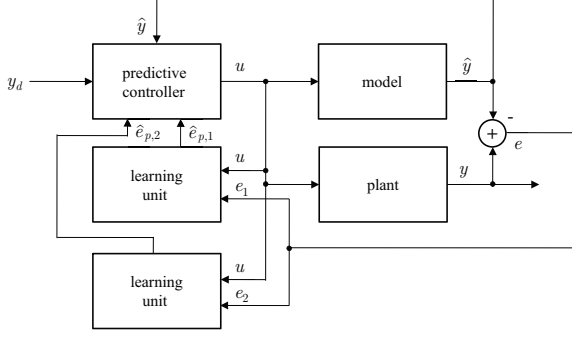 ŷ
y_d
predictive
controller
u
model
ŷ
-
+
e
ê_{p,2}
ê_{p,1}
learning
unit
u
e_1
plant
y
learning
unit
u
e_2